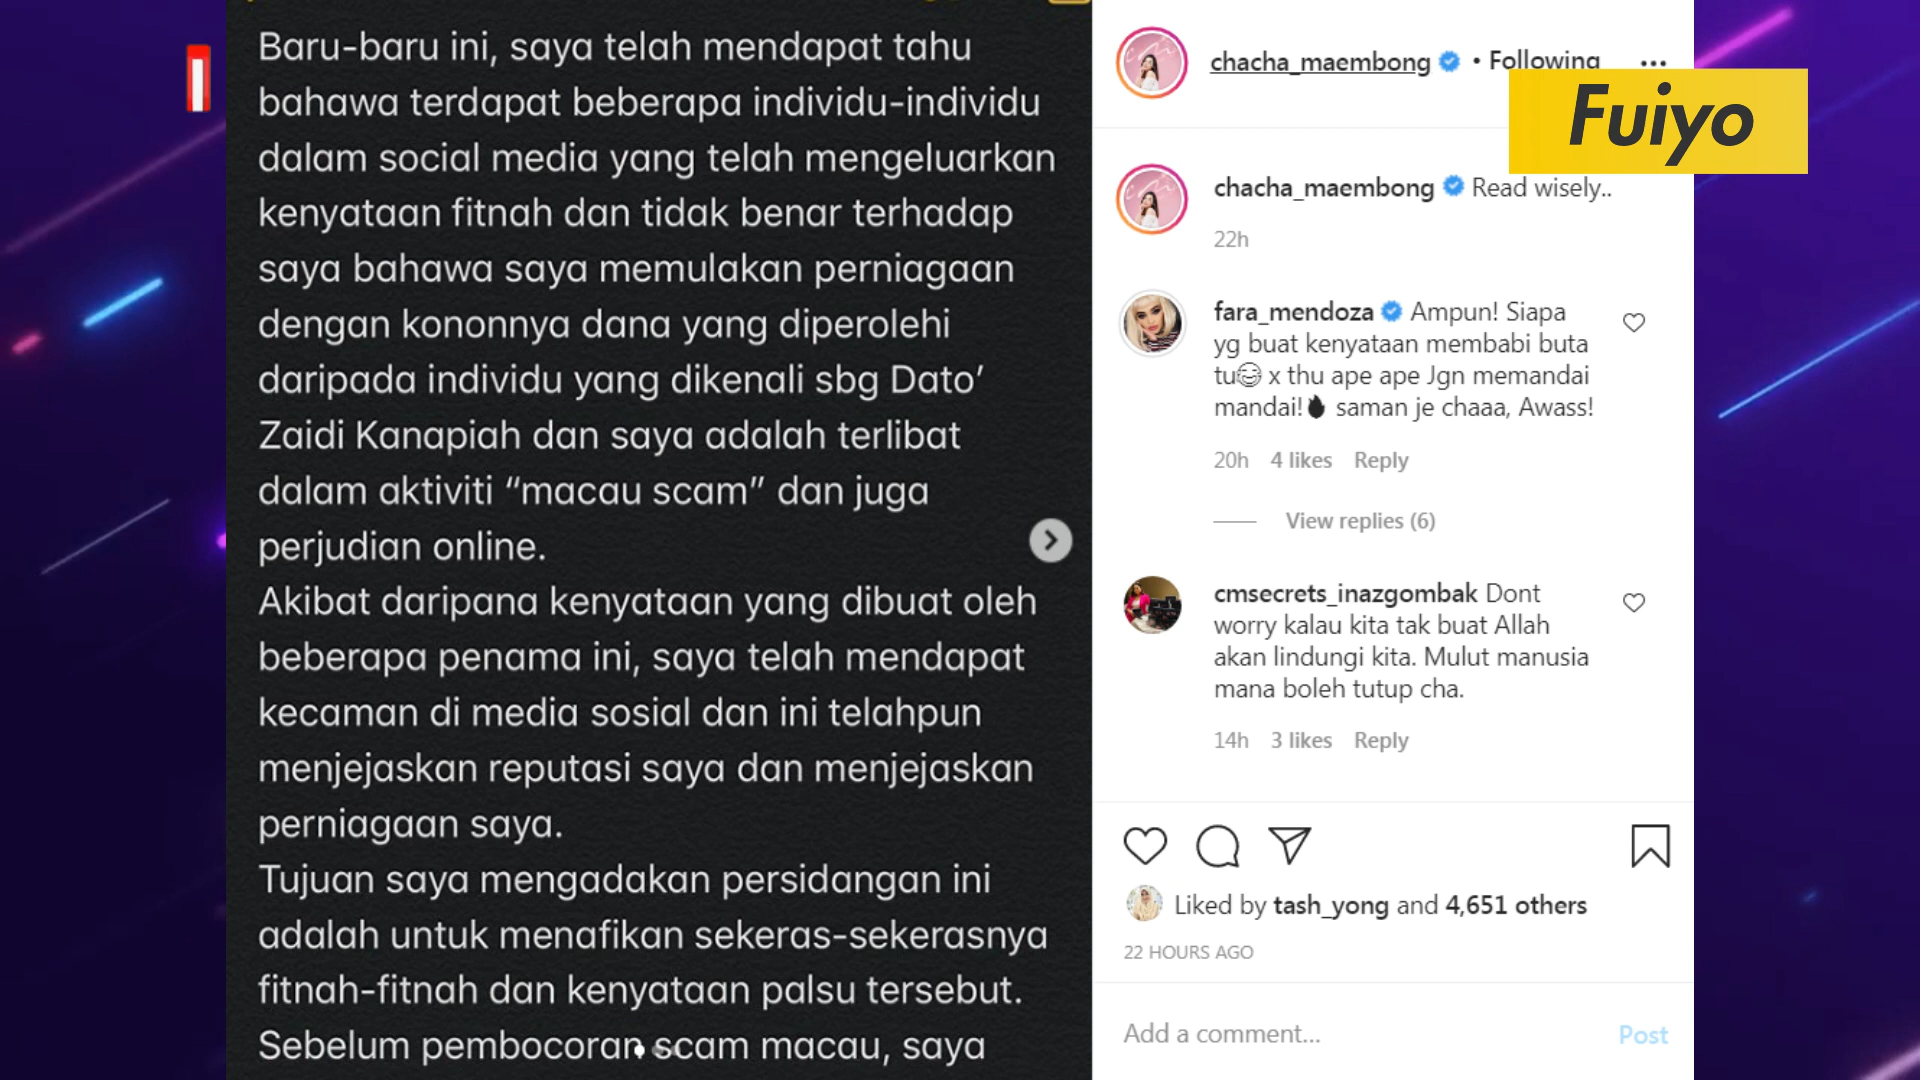 Baru-baru ini, saya telah mendapat tahu
bahawa terdapat beberapa individu-individu
dalam social media yang telah mengeluarkan
kenyataan fitnah dan tidak benar terhadap
saya bahawa saya memulakan perniagaan
dengan kononnya dana yang diperolehi
daripada individu yang dikenali sbg Dato’
Zaidi Kanapiah dan saya adalah terlibat
dalam aktiviti “macau scam” dan juga
perjudian online.
Akibat daripana kenyataan yang dibuat oleh
beberapa penama ini, saya telah mendapat
kecaman di media sosial dan ini telahpun
menjejaskan reputasi saya dan menjejaskan
perniagaan saya.
Tujuan saya mengadakan persidangan ini
adalah untuk menafikan sekeras-sekerasnya
fitnah-fitnah dan kenyataan palsu tersebut.
Sebelum pembocoran scam macau, saya
chacha_maembong • Following ...
Fuiyo
chacha_maembong Read wisely..
22h
fara_mendoza Ampun! Siapa
yg buat kenyataan membabi buta
tu😂 x thu ape ape Jgn memandai
mandai!🔥 saman je chaaa, Awass!
20h 4 likes Reply
View replies (6)
cmsecrets_inazgombak Dont
worry kalau kita tak buat Allah
akan lindungi kita. Mulut manusia
mana boleh tutup cha.
14h 3 likes Reply
Liked by tash_yong and 4,651 others
22 HOURS AGO
Add a comment... Post